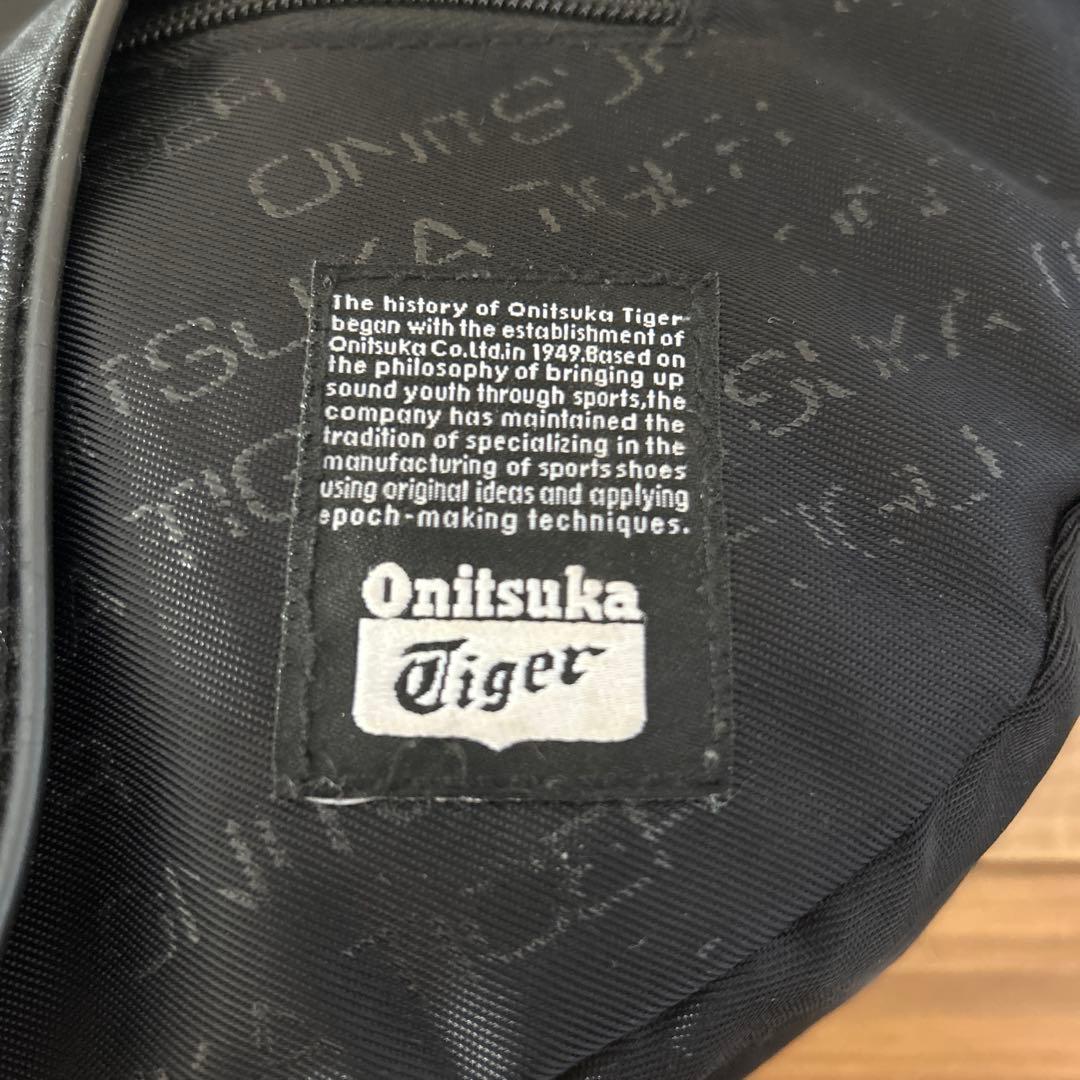 ONITS
TIGER
The history of Onitsuka Tiger
began with the establishment of
Onitsuka Co.Ltd.in 1949.Based on
the philosophy of bringing up
sound youth through sports,the
company has maintained the
tradition of specializing in the
manufacturing of sports shoes
using original ideas and applying
epoch-making techniques.
Onitsuka
Tiger